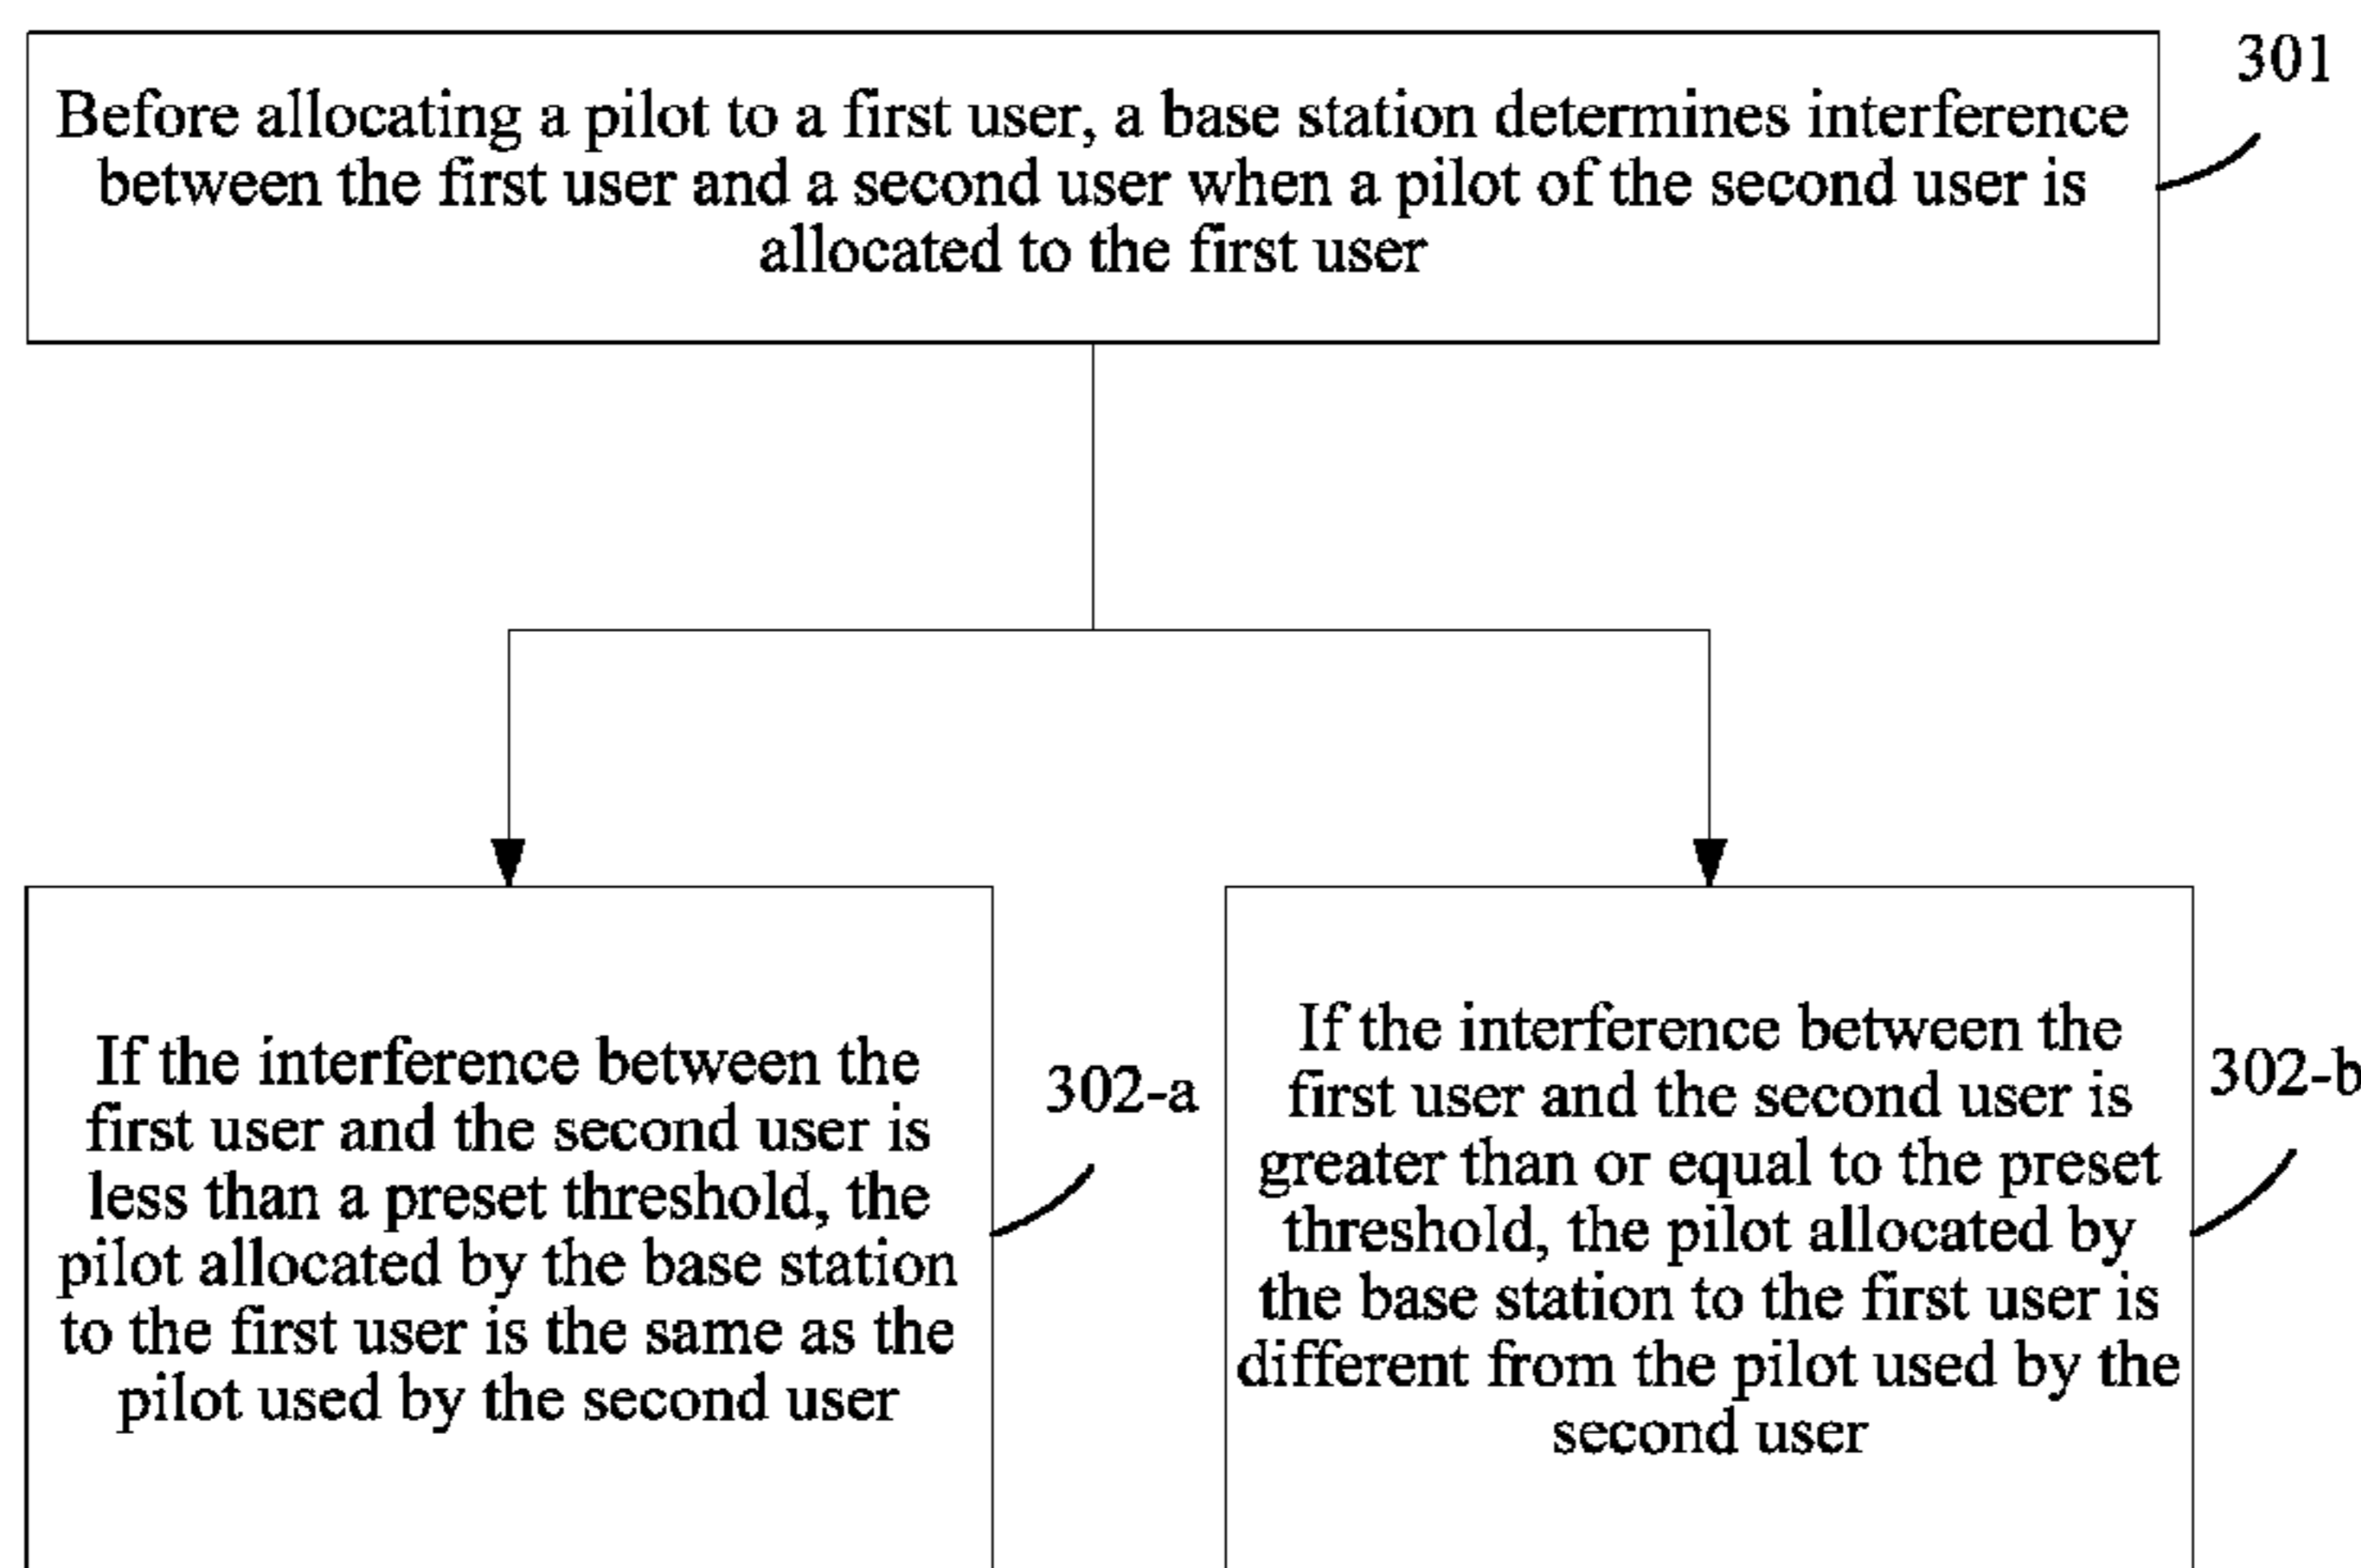 301
Before allocating a pilot to a first user, a base station determines interference
between the first user and a second user when a pilot of the second user is
allocated to the first user
If the interference between the
first user and the second user is
less than a preset threshold, the
pilot allocated by the base station
to the first user is the same as the
pilot used by the second user
302-a
If the interference between the
first user and the second user is
greater than or equal to the preset
threshold, the pilot allocated by
the base station to the first user is
different from the pilot used by the
second user
302-b